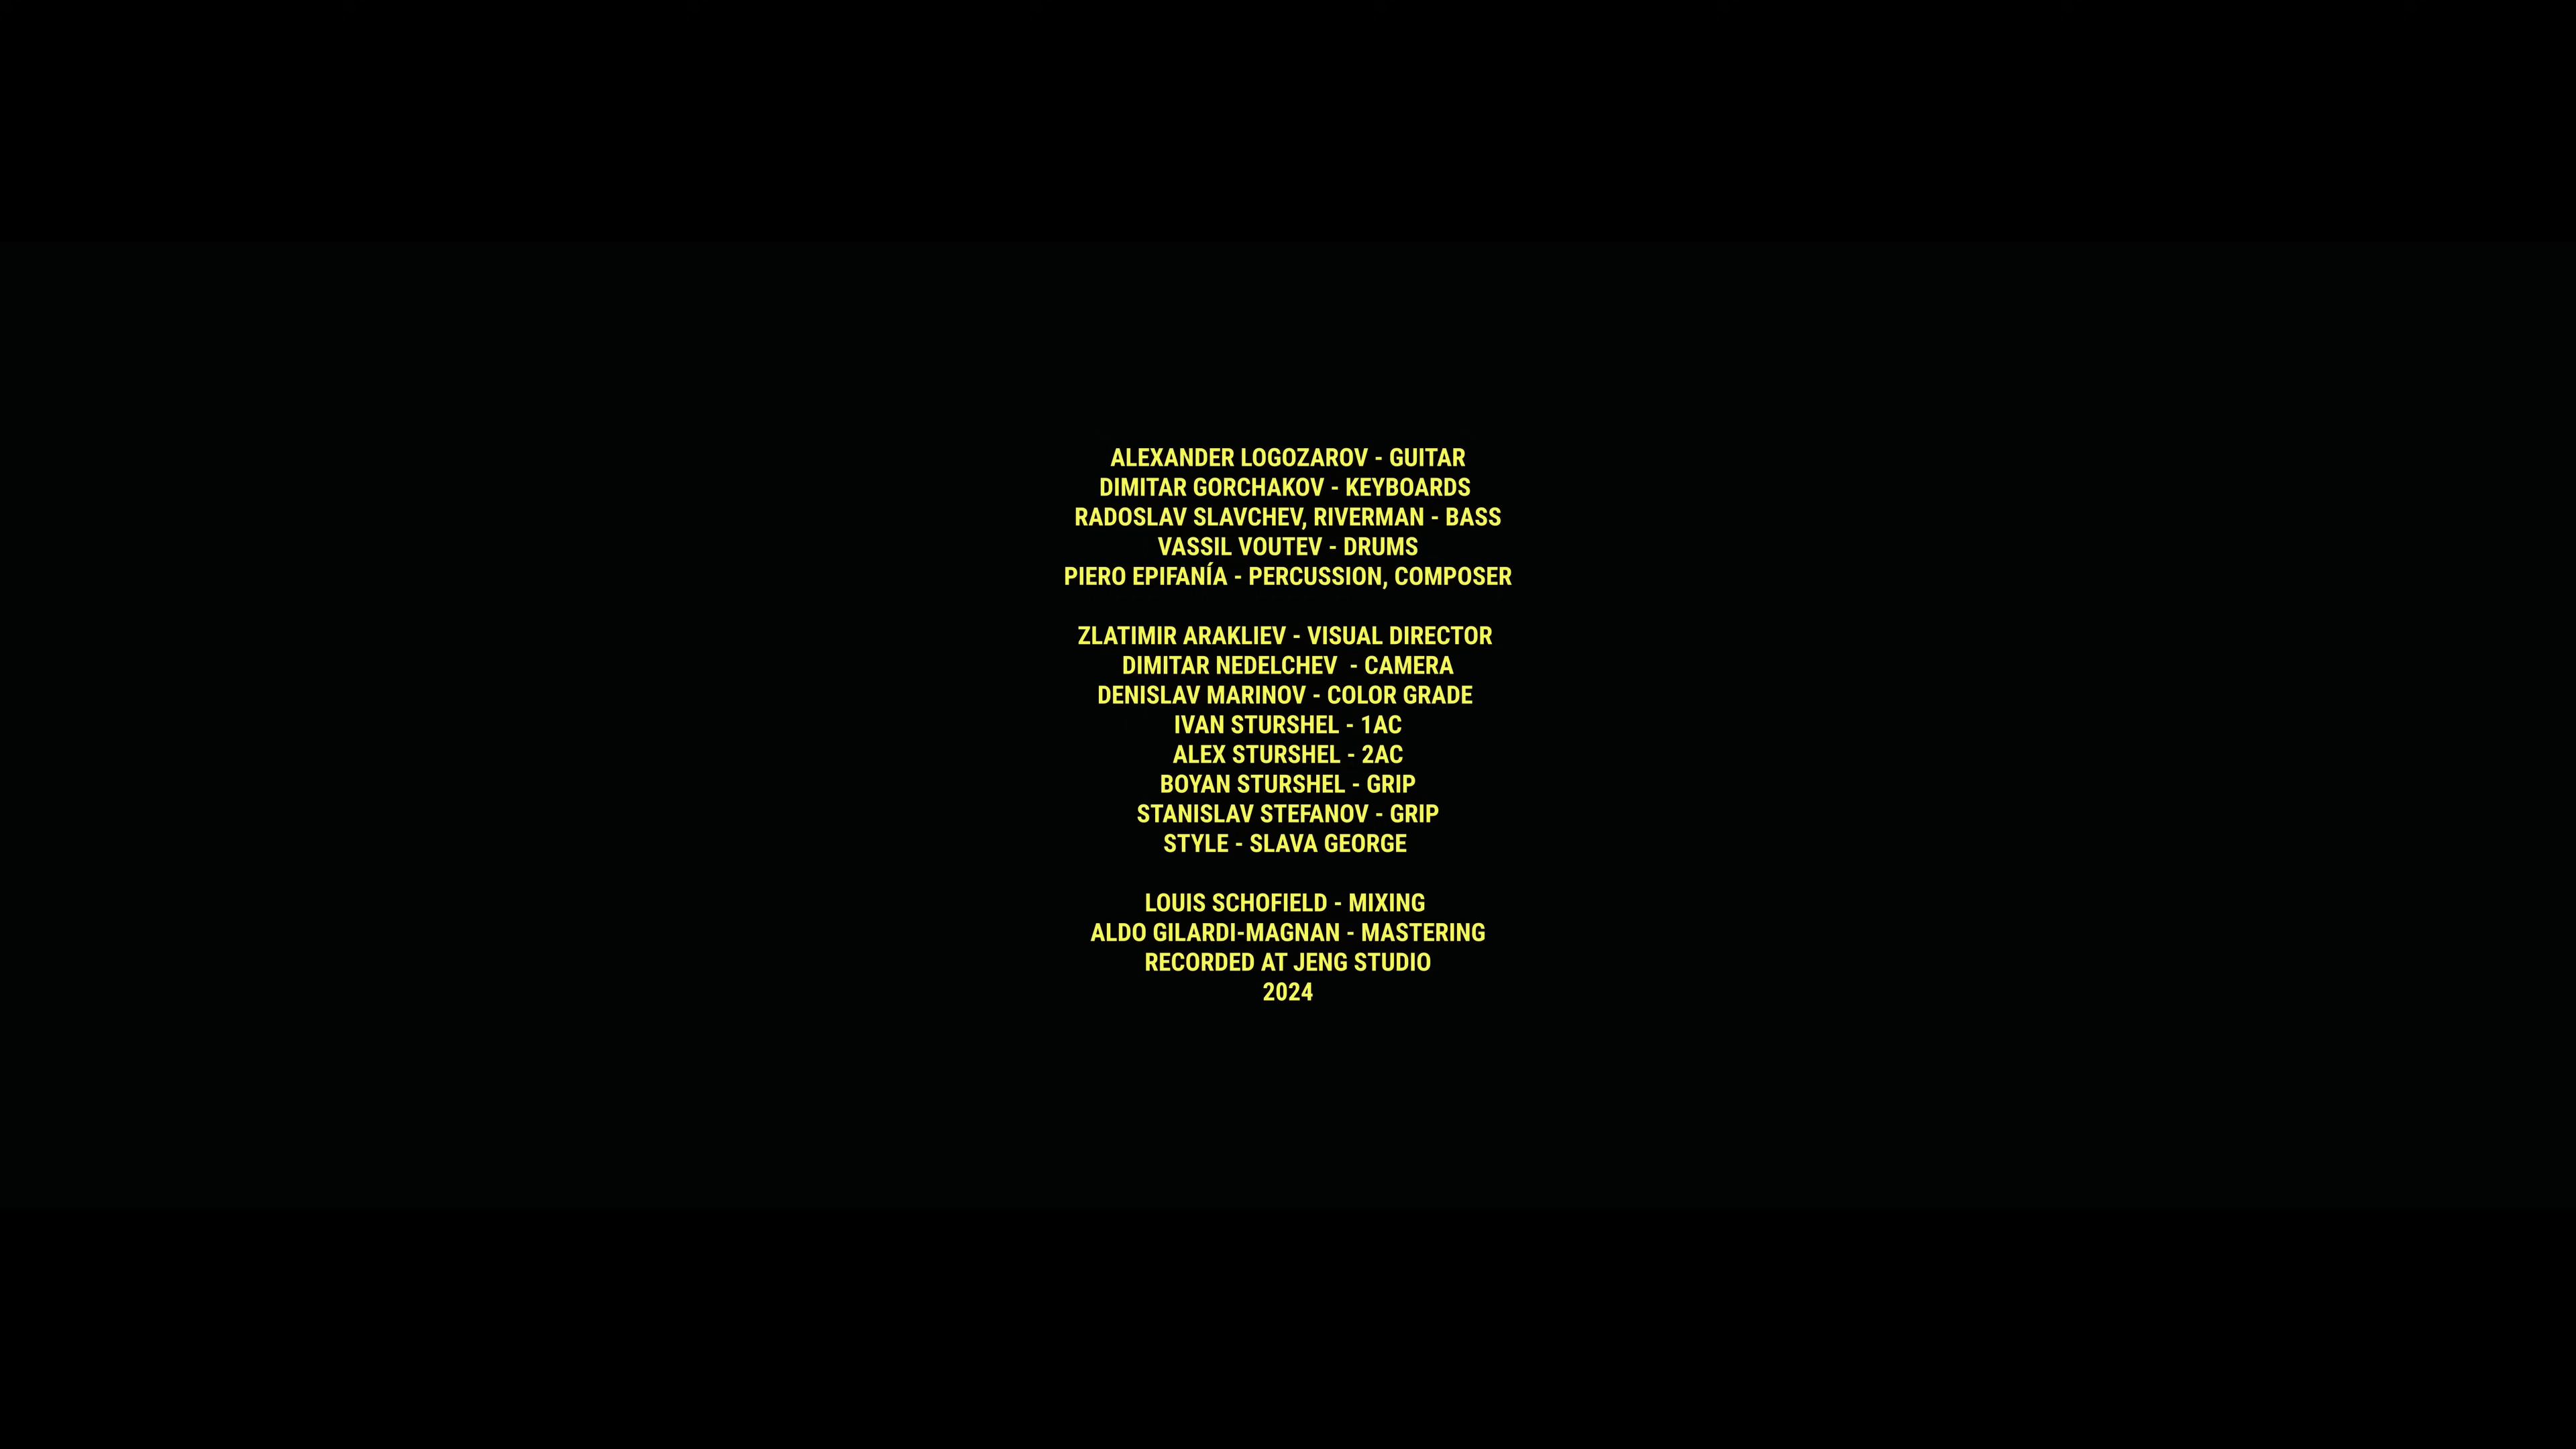 ALEXANDER LOGOZAROV - GUITAR
DIMITAR GORCHAKOV - KEYBOARDS
RADOSLAV SLAVCHEV, RIVERMAN - BASS
VASSIL VOUTEV - DRUMS
PIERO EPIFANÍA - PERCUSSION, COMPOSER
ZLATIMIR ARAKLIEV - VISUAL DIRECTOR
DIMITAR NEDELCHEV  - CAMERA
DENISLAV MARINOV - COLOR GRADE
IVAN STURSHEL - 1AC
ALEX STURSHEL - 2AC
BOYAN STURSHEL - GRIP
STANISLAV STEFANOV - GRIP
STYLE - SLAVA GEORGE
LOUIS SCHOFIELD - MIXING
ALDO GILARDI-MAGNAN - MASTERING
RECORDED AT JENG STUDIO
2024